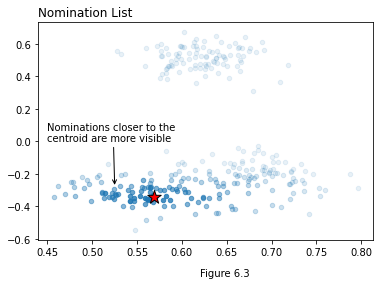 Nomination List
0.6
0.4
0.2
0.0
−0.2
−0.4
−0.6
Nominations closer to the
centroid are more visible
0.45 0.50 0.55 0.60 0.65 0.70 0.75 0.80
Figure 6.3